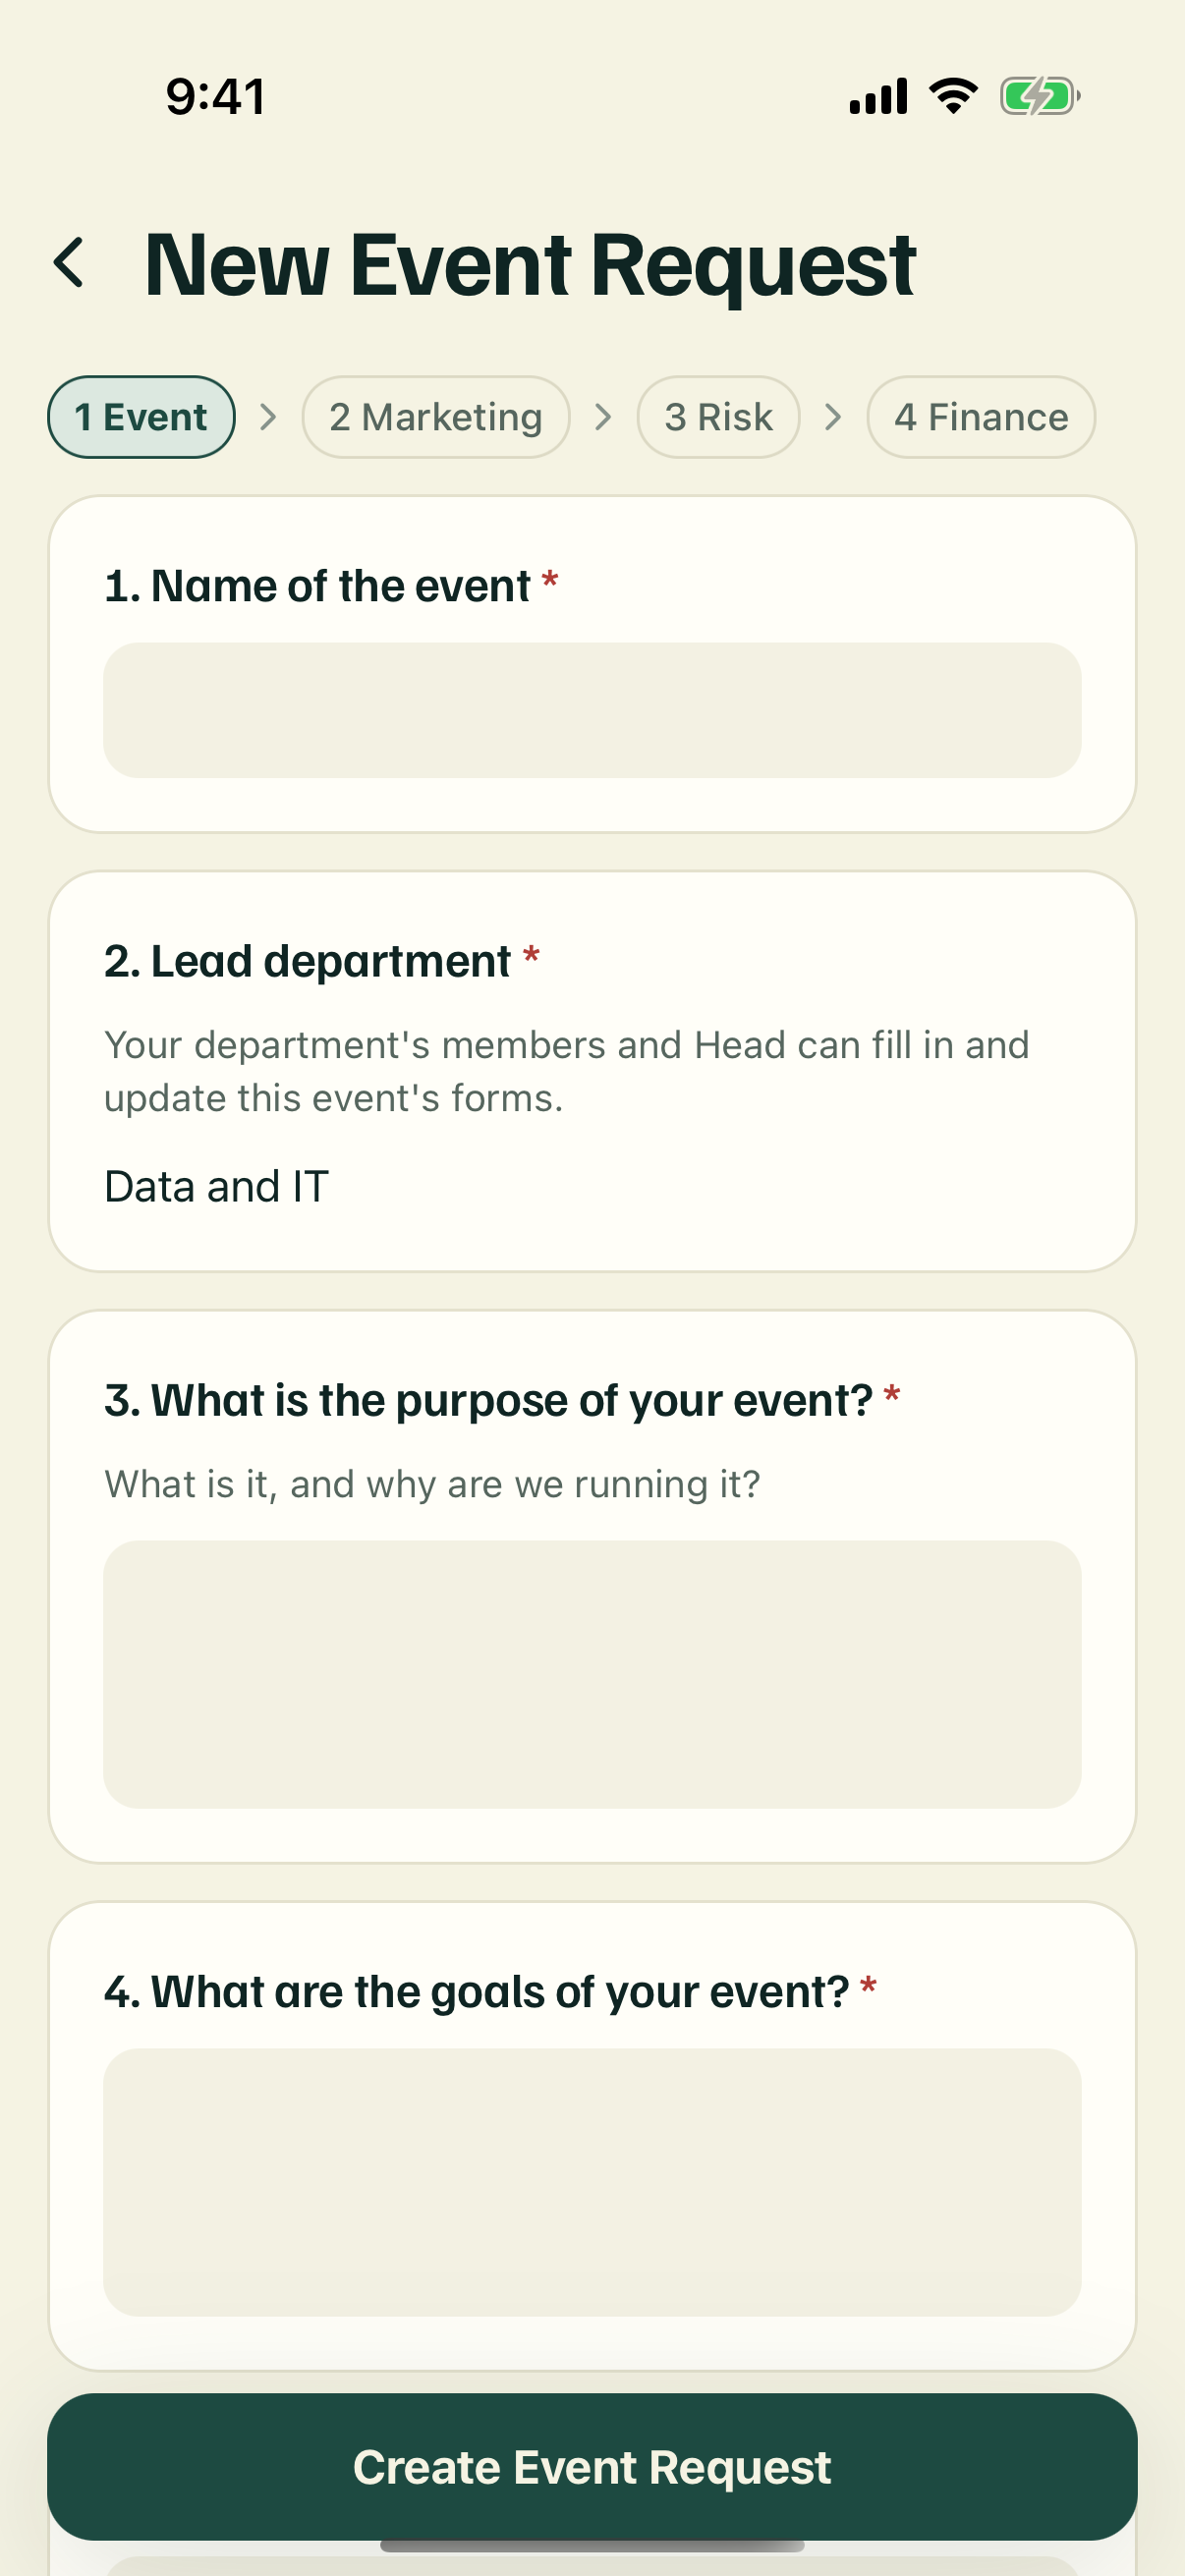 9:41
New Event Request
1 Event
2 Marketing
3 Risk
4 Finance
1. Name of the event *
2. Lead department *
Your department's members and Head can fill in and
update this event's forms.
Data and IT
3. What is the purpose of your event? *
What is it, and why are we running it?
4. What are the goals of your event? *
Create Event Request